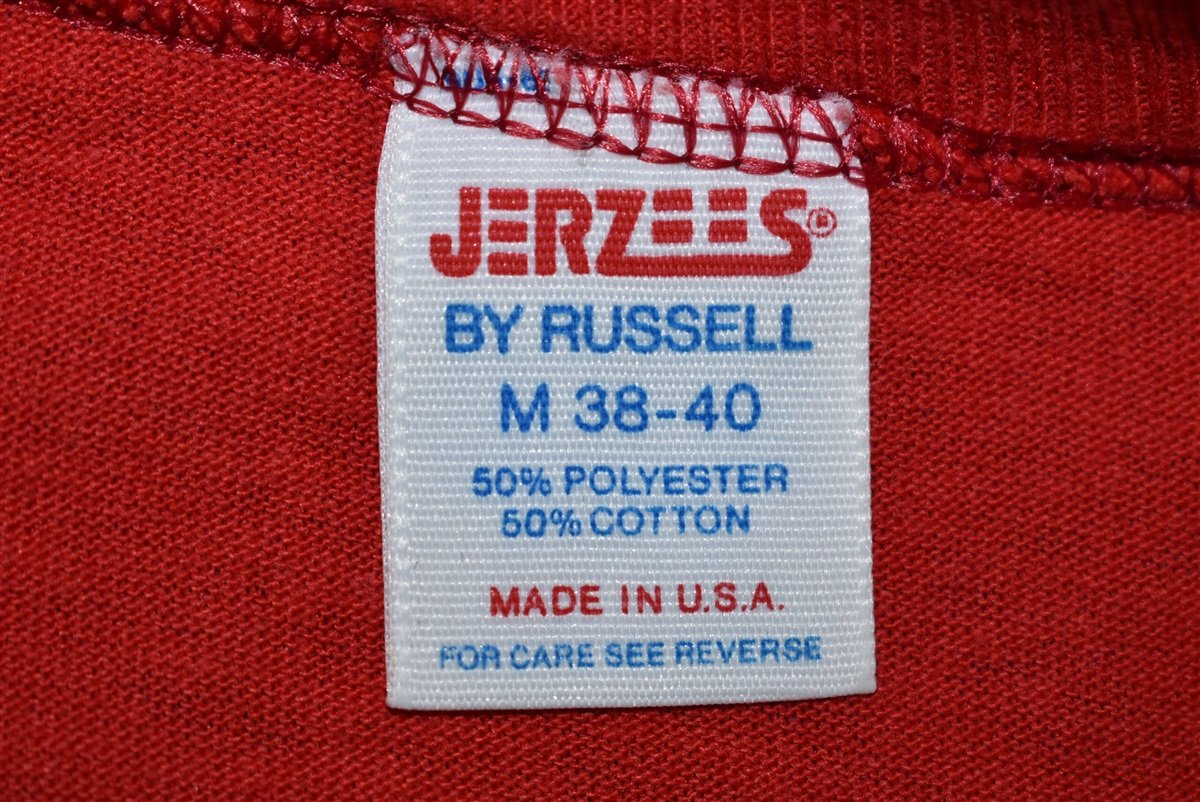 JERZEES®
BY RUSSELL
M 38-40
50% POLYESTER
50% COTTON
MADE IN U.S.A.
FOR CARE SEE REVERSE